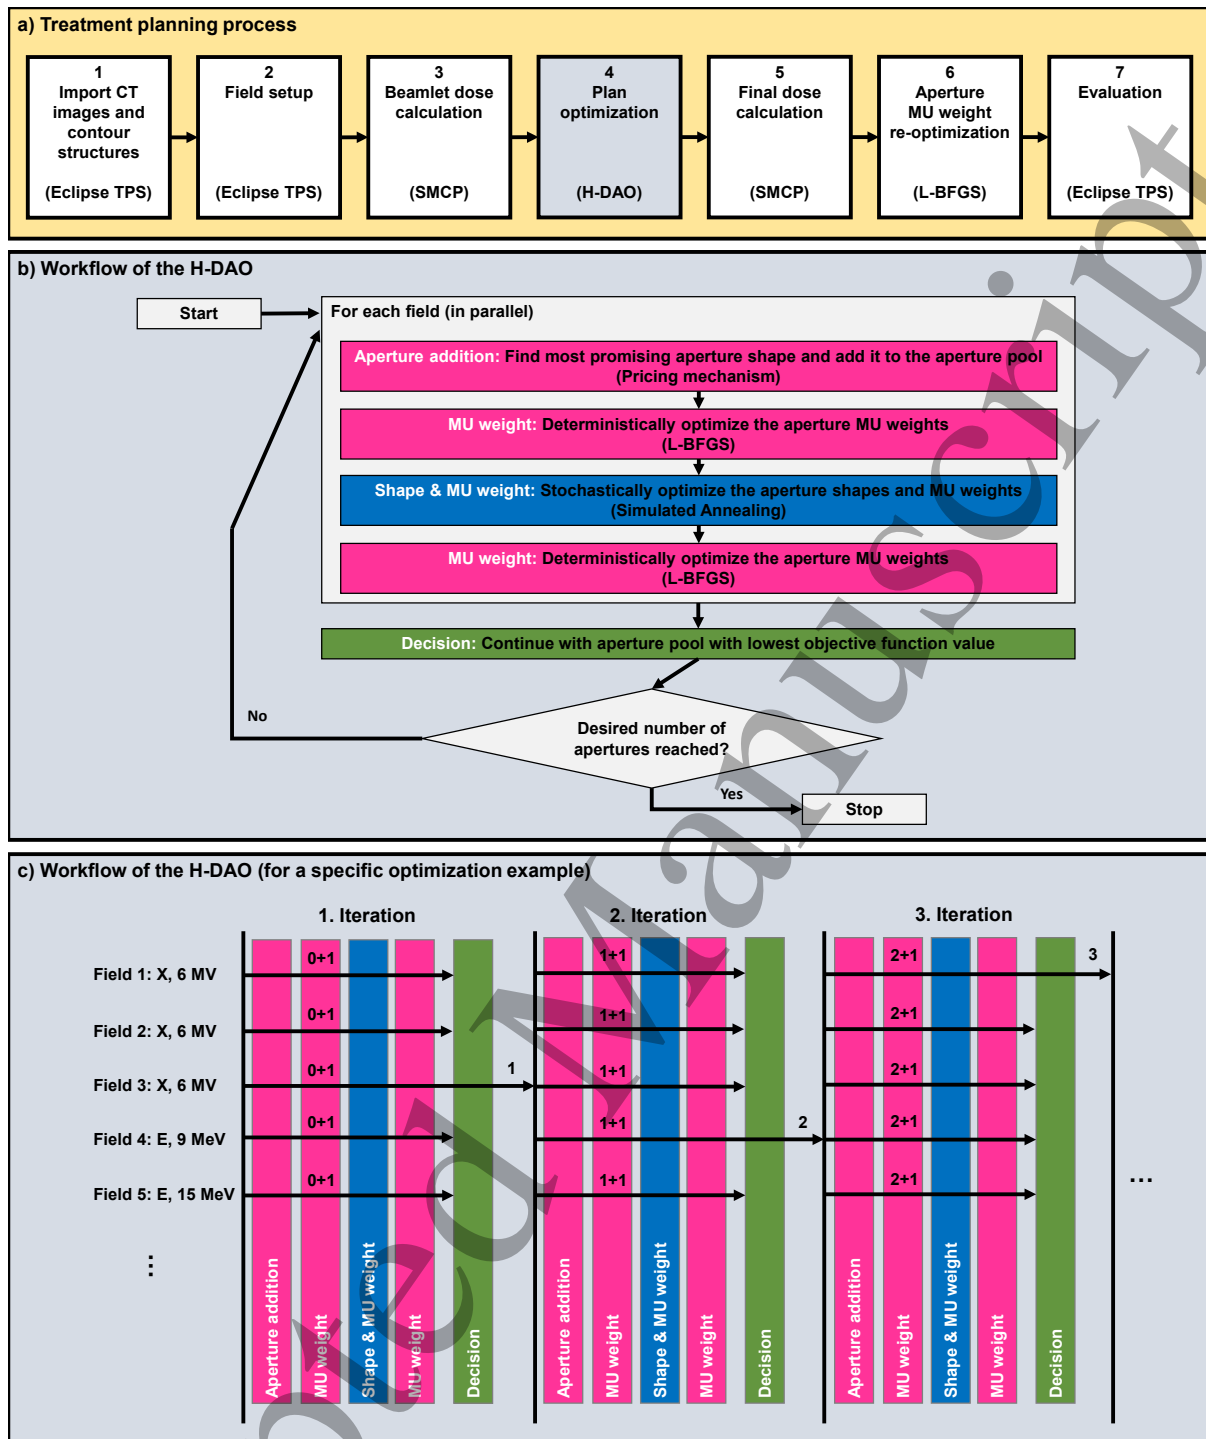 a) Treatment planning process
1
Import CT
images and
contour
structures
(Eclipse TPS)
2
Field setup
(Eclipse TPS)
3
Beamlet dose
calculation
(SMCP)
4
Plan
optimization
(H-DAO)
5
Final dose
calculation
(SMCP)
6
Aperture
MU weight
re-optimization
(L-BFGS)
7
Evaluation
(Eclipse TPS)
b) Workflow of the H-DAO
Start
For each field (in parallel)
Aperture addition: Find most promising aperture shape and add it to the aperture pool
(Pricing mechanism)
MU weight: Deterministically optimize the aperture MU weights
(L-BFGS)
Shape & MU weight: Stochastically optimize the aperture shapes and MU weights
(Simulated Annealing)
MU weight: Deterministically optimize the aperture MU weights
(L-BFGS)
Decision: Continue with aperture pool with lowest objective function value
Desired number of
apertures reached?
No
Yes
Stop
c) Workflow of the H-DAO (for a specific optimization example)
1. Iteration
2. Iteration
3. Iteration
Field 1: X, 6 MV
0+1
1+1
2+1
3
Field 2: X, 6 MV
0+1
1+1
2+1
Field 3: X, 6 MV
0+1
1
1+1
2+1
Field 4: E, 9 MeV
0+1
1+1
2
2+1
Field 5: E, 15 MeV
0+1
1+1
2+1
...
⋮
Aperture addition
MU weight
Shape & MU weight
MU weight
Decision
Aperture addition
MU weight
Shape & MU weight
MU weight
Decision
Aperture addition
MU weight
Shape & MU weight
MU weight
Decision
pted Manuscript